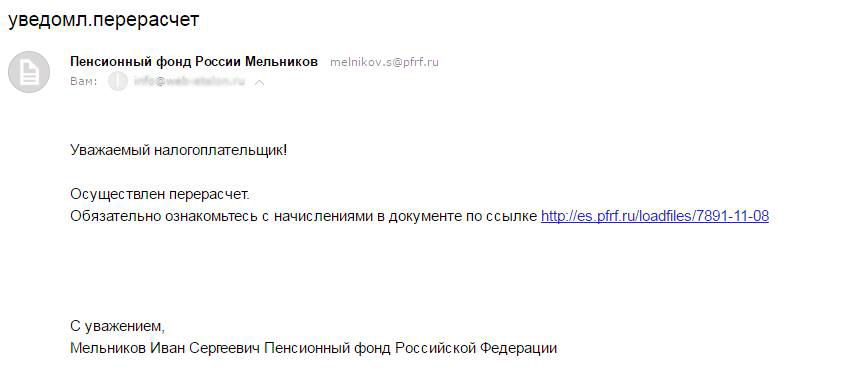 уведомл.перерасчет
Пенсионный фонд России Мельников melnikov.s@pfrf.ru
Вам:
Уважаемый налогоплательщик!
Осуществлен перерасчет.
Обязательно ознакомьтесь с начислениями в документе по ссылке http://es.pfrf.ru/loadfiles/7891-11-08
С уважением,
Мельников Иван Сергеевич Пенсионный фонд Российской Федерации